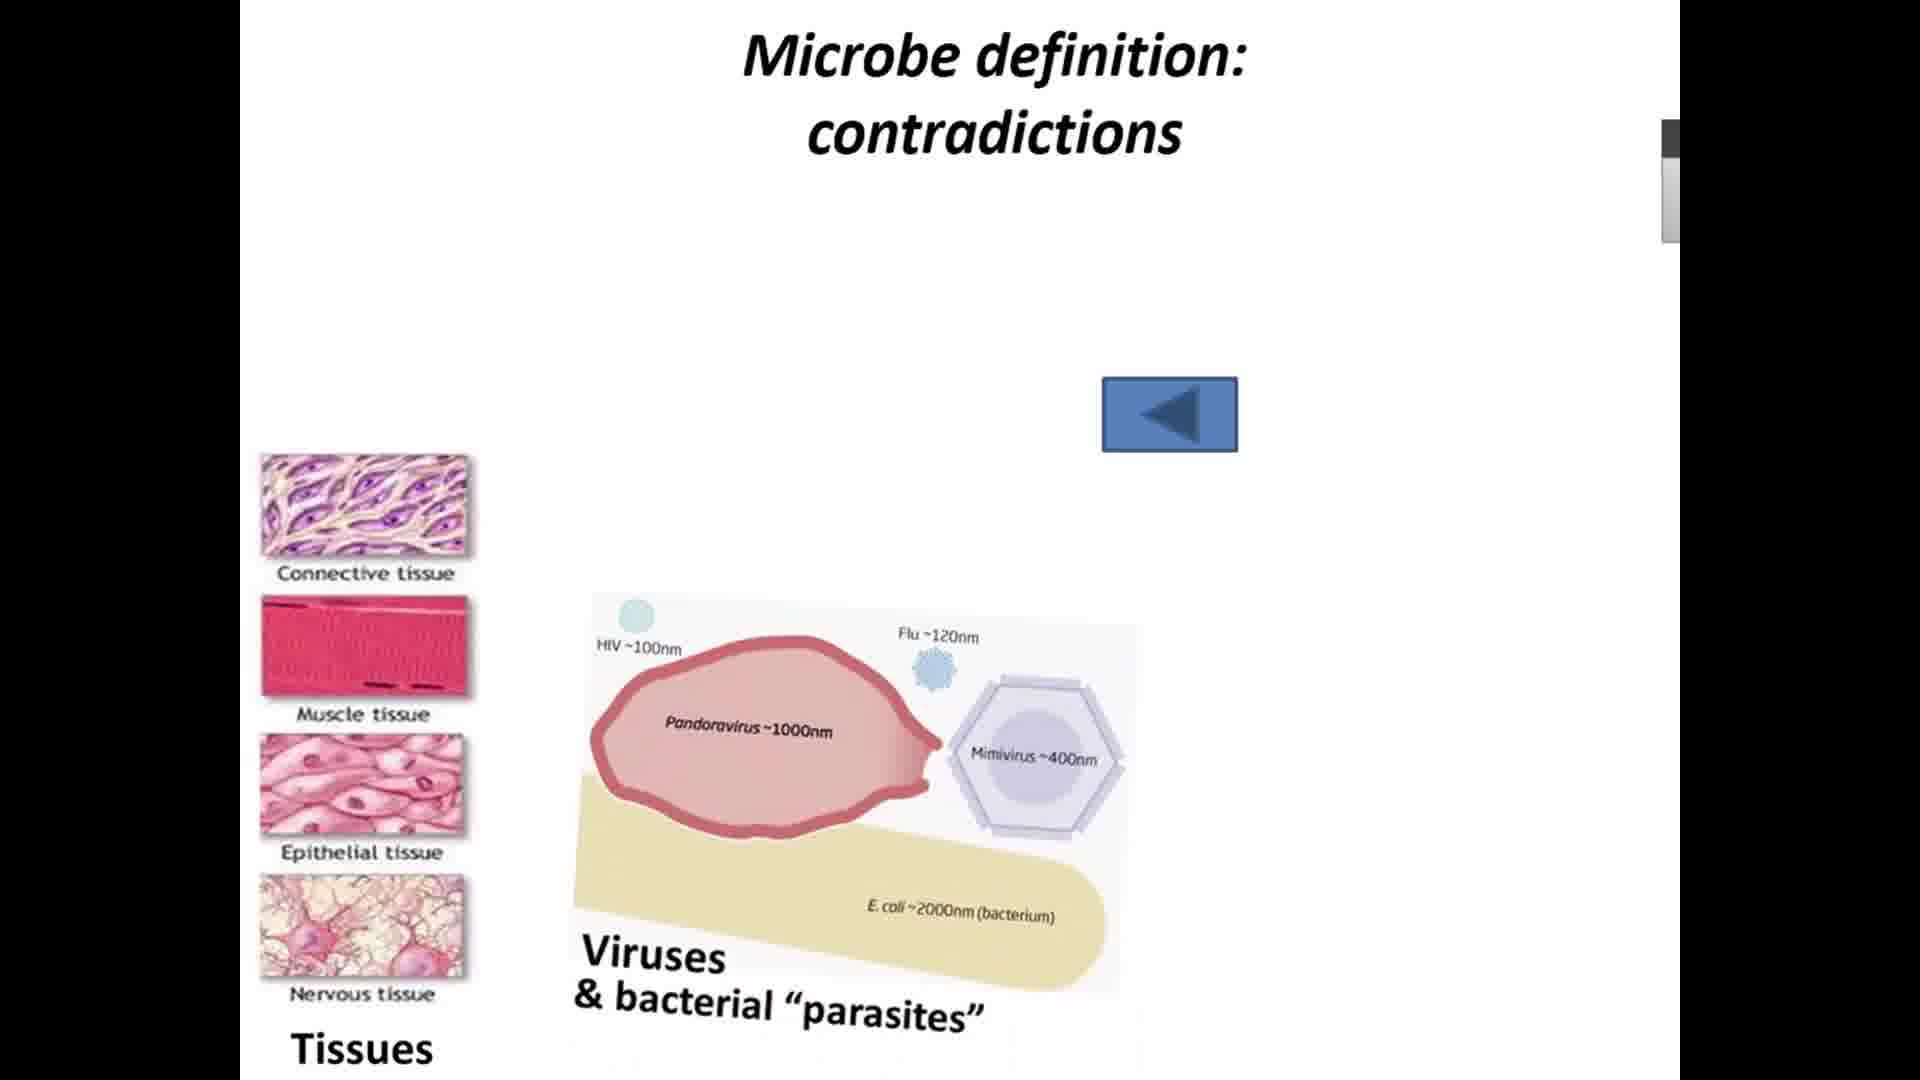 Microbe definition:
contradictions
Connective tissue
Muscle tissue
Epithelial tissue
Nervous tissue
Tissues
HIV ~100nm
Flu ~120nm
Pandoravirus ~1000nm
Mimivirus ~400nm
E. coli ~2000nm (bacterium)
Viruses
& bacterial “parasites”